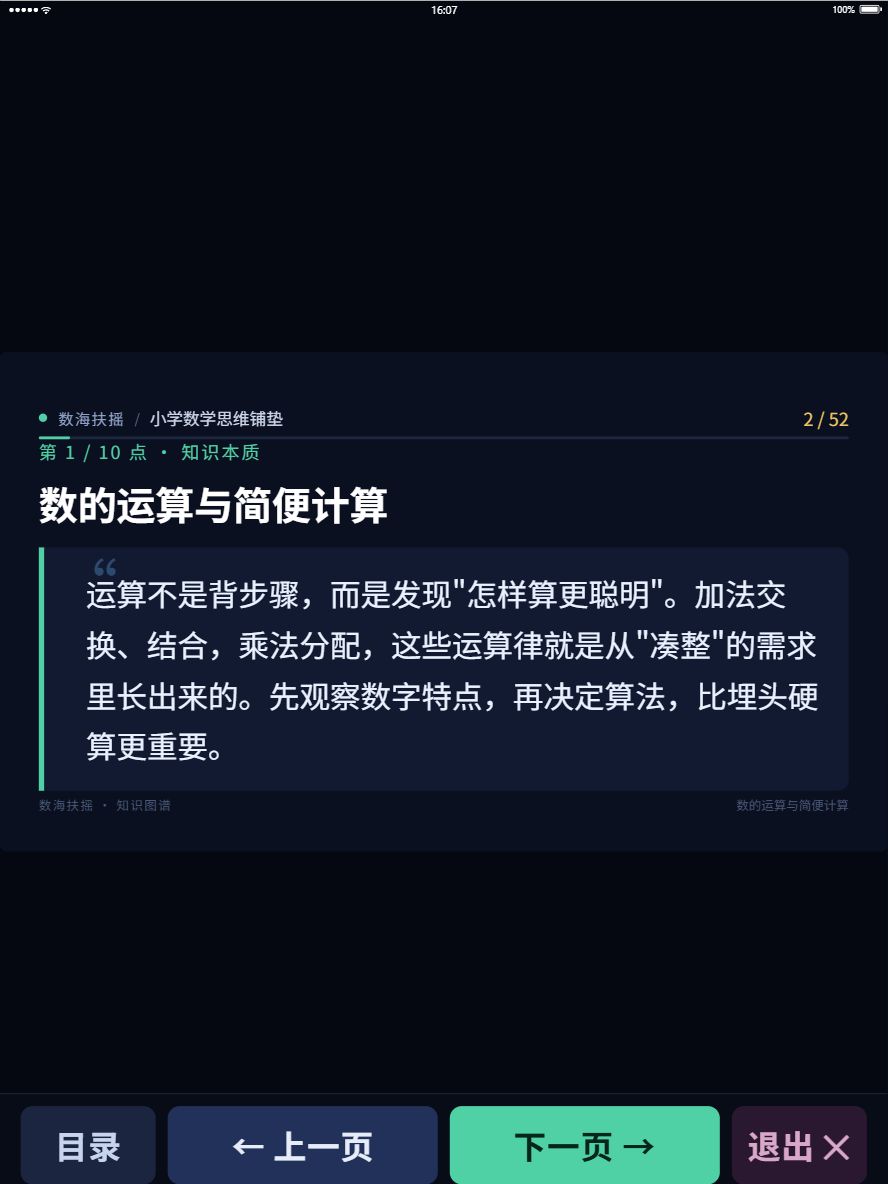 16:07
100%
数海扶摇 / 小学数学思维铺垫
2 / 52
第 1 / 10 点 · 知识本质
数的运算与简便计算
“
运算不是背步骤，而是发现"怎样算更聪明"。加法交
换、结合，乘法分配，这些运算律就是从"凑整"的需求
里长出来的。先观察数字特点，再决定算法，比埋头硬
算更重要。
数海扶摇 · 知识图谱
数的运算与简便计算
目录
← 上一页
下一页 →
退出 ✕